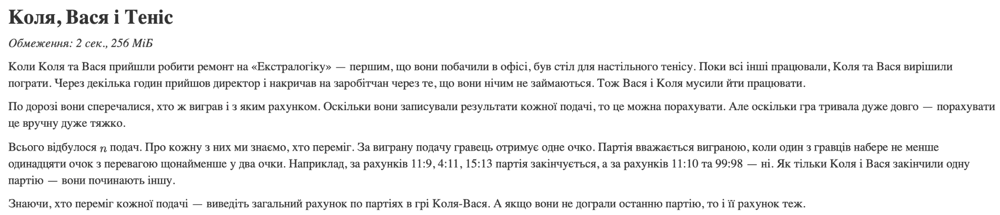 Коля, Вася і Теніс
Обмеження: 2 сек., 256 МіБ
Коли Коля та Вася прийшли робити ремонт на «Екстралогіку» — першим, що вони побачили в офісі, був стіл для настільного тенісу. Поки всі інші працювали, Коля та Вася вирішили
пограти. Через декілька годин прийшов директор і накричав на заробітчан через те, що вони нічим не займаються. Тож Вася і Коля мусили йти працювати.
По дорозі вони сперечалися, хто ж виграв і з яким рахунком. Оскільки вони записували результати кожної подачі, то це можна порахувати. Але оскільки гра тривала дуже довго — порахувати
це вручну дуже тяжко.
Всього відбулося n подач. Про кожну з них ми знаємо, хто переміг. За виграну подачу гравець отримує одне очко. Партія вважається виграною, коли один з гравців набере не менше
одинадцяти очок з перевагою щонайменше у два очки. Наприклад, за рахунків 11:9, 4:11, 15:13 партія закінчується, а за рахунків 11:10 та 99:98 — ні. Як тільки Коля і Вася закінчили одну
партію — вони починають іншу.
Знаючи, хто переміг кожної подачі — виведіть загальний рахунок по партіях в грі Коля-Вася. А якщо вони не дограли останню партію, то і її рахунок теж.